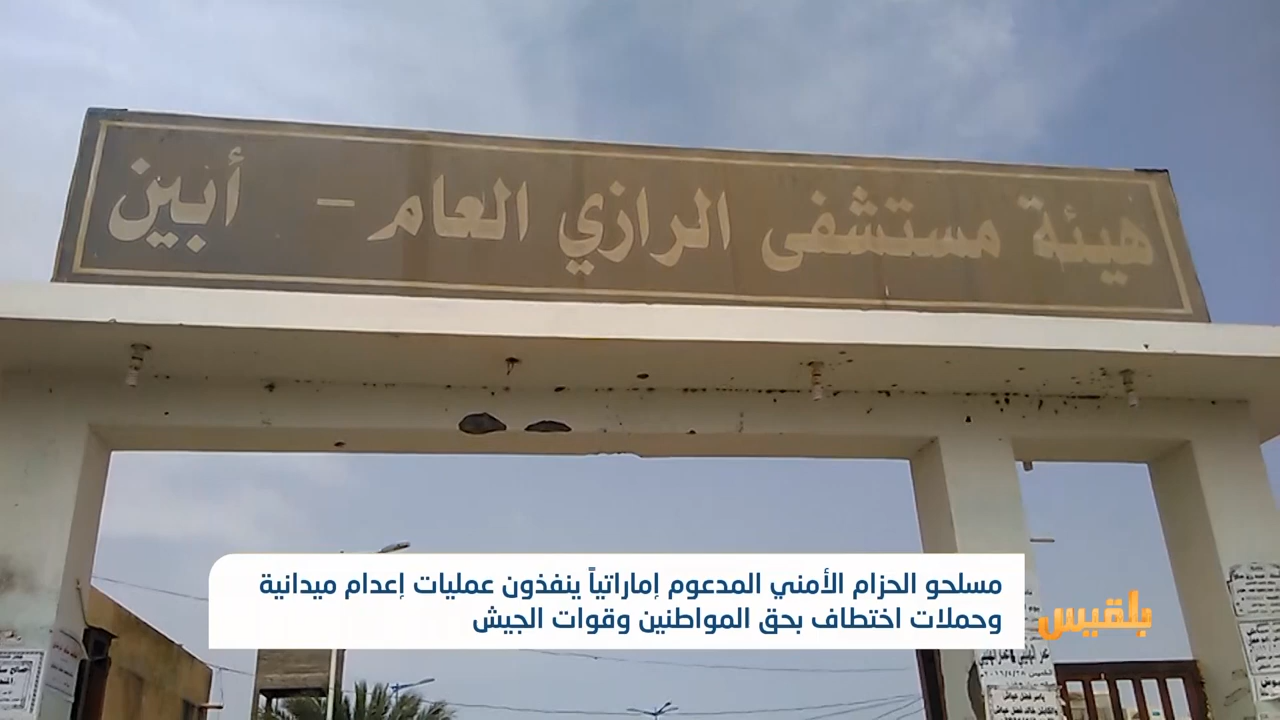 هيئة مستشفى الرازي العام - أبين
مسلحو الحزام الأمني المدعوم إماراتياً ينفذون عمليات إعدام ميدانية
وحملات اختطاف بحق المواطنين وقوات الجيش
بلقيس